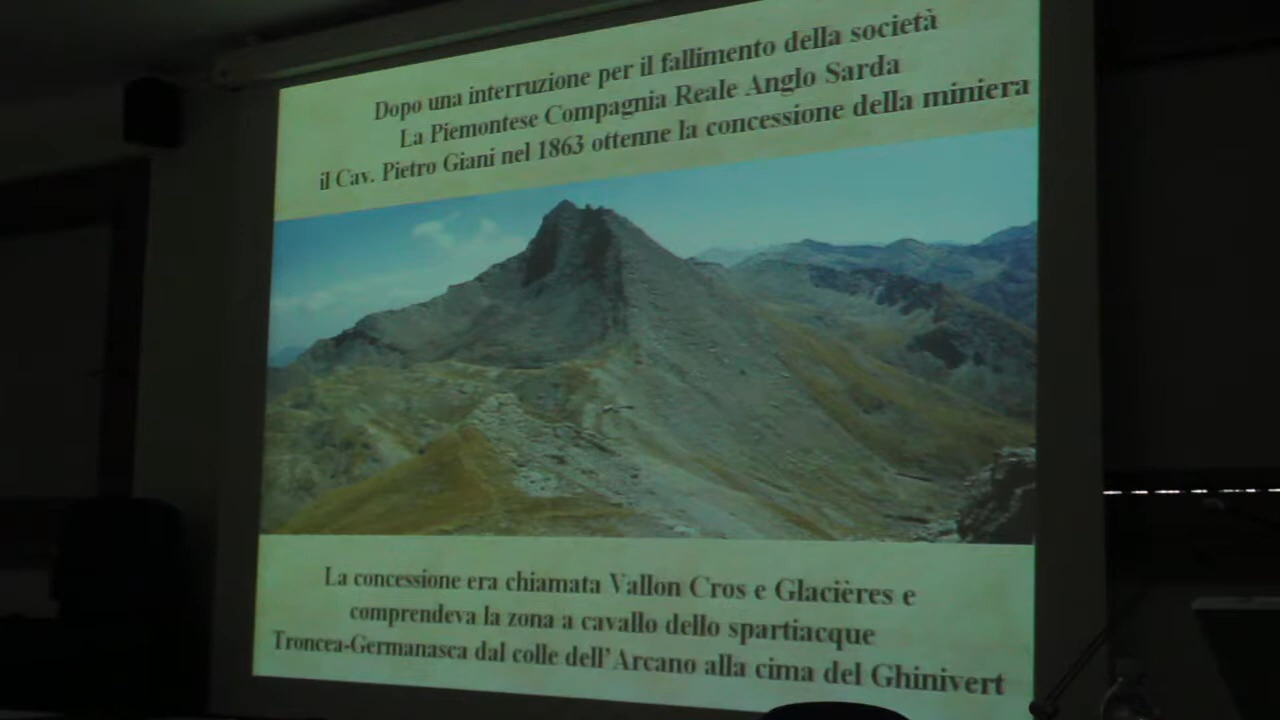 Dopo una interruzione per il fallimento della società
La Piemontese Compagnia Reale Anglo Sarda
il Cav. Pietro Giani nel 1863 ottenne la concessione della miniera
La concessione era chiamata Vallon Cros e Glacières e
comprendeva la zona a cavallo dello spartiacque
Troncea-Germanasca dal colle dell'Arcano alla cima del Ghinivert